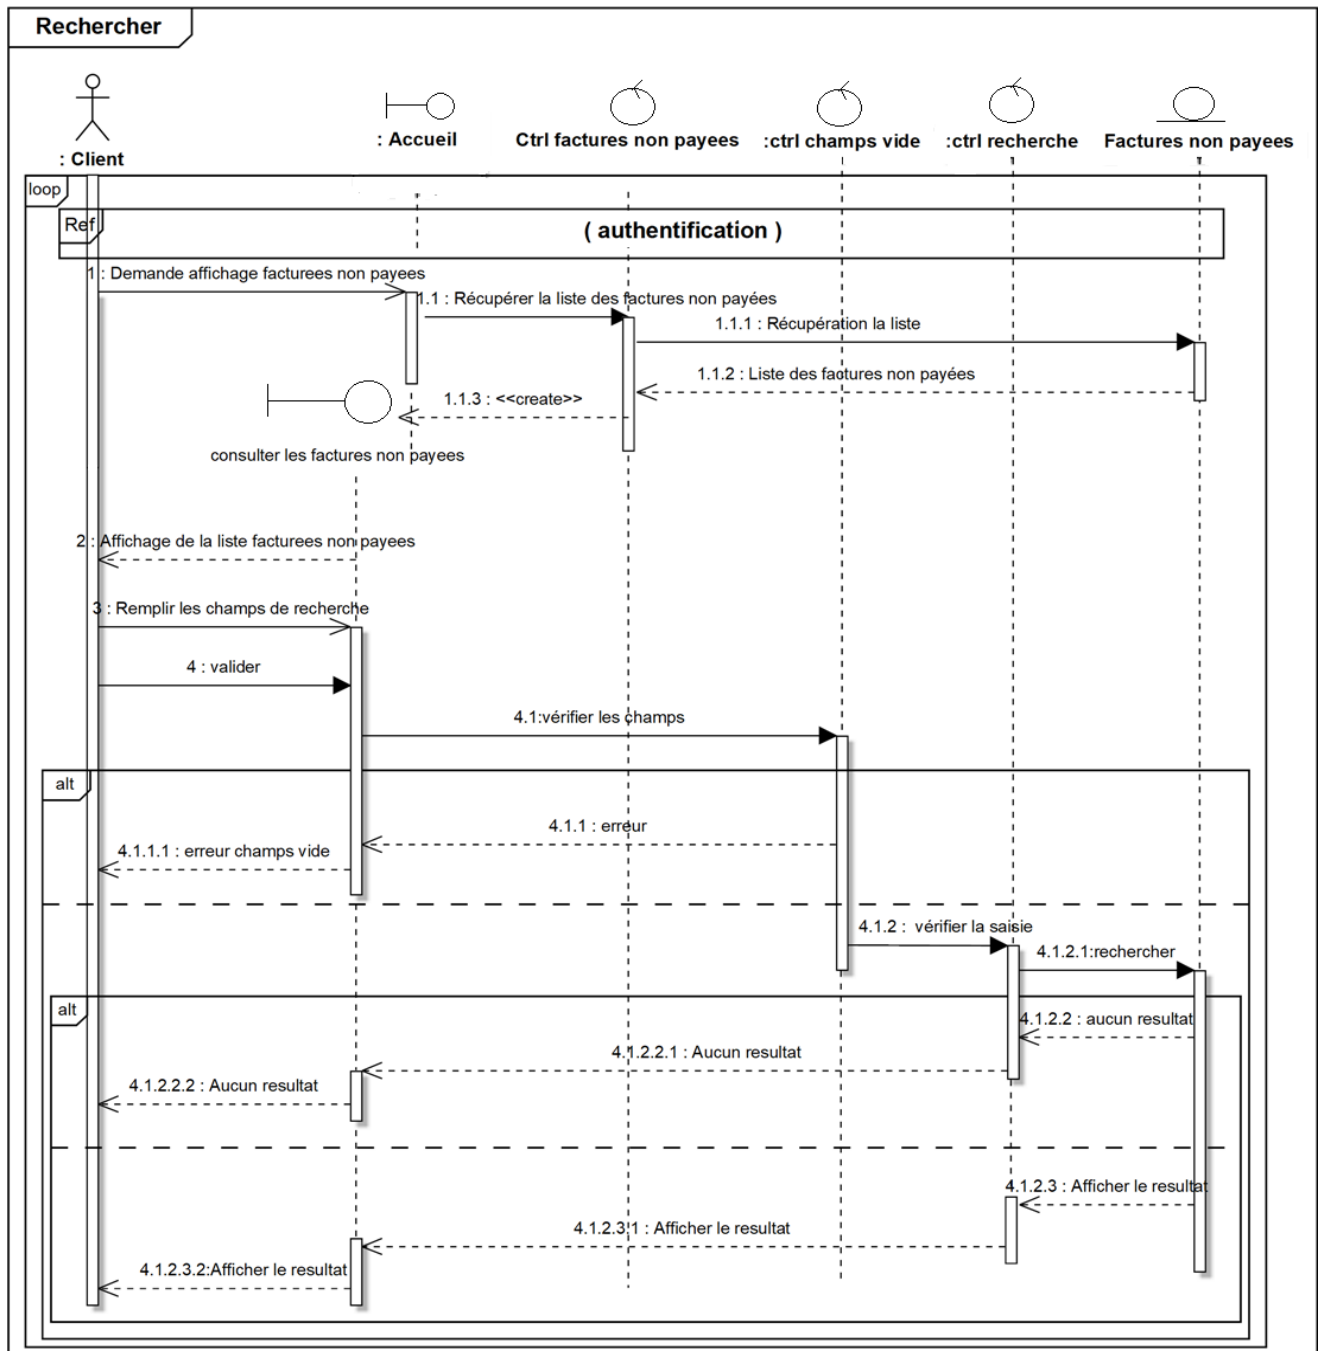 Rechercher
: Client
: Accueil
Ctrl factures non payees
:ctrl champs vide
:ctrl recherche
Factures non payees
loop
Ref
( authentification )
1 : Demande affichage facturees non payees
1.1 : Récupérer la liste des factures non payées
1.1.1 : Récupération la liste
1.1.2 : Liste des factures non payées
1.1.3 : <<create>>
consulter les factures non payees
2 : Affichage de la liste facturees non payees
3 : Remplir les champs de recherche
4 : valider
4.1:vérifier les champs
alt
4.1.1 : erreur
4.1.1.1 : erreur champs vide
4.1.2 : vérifier la saisie
4.1.2.1:rechercher
alt
4.1.2.2 : aucun resultat
4.1.2.2.1 : Aucun resultat
4.1.2.2.2 : Aucun resultat
4.1.2.3 : Afficher le resultat
4.1.2.3.1 : Afficher le resultat
4.1.2.3.2:Afficher le resultat